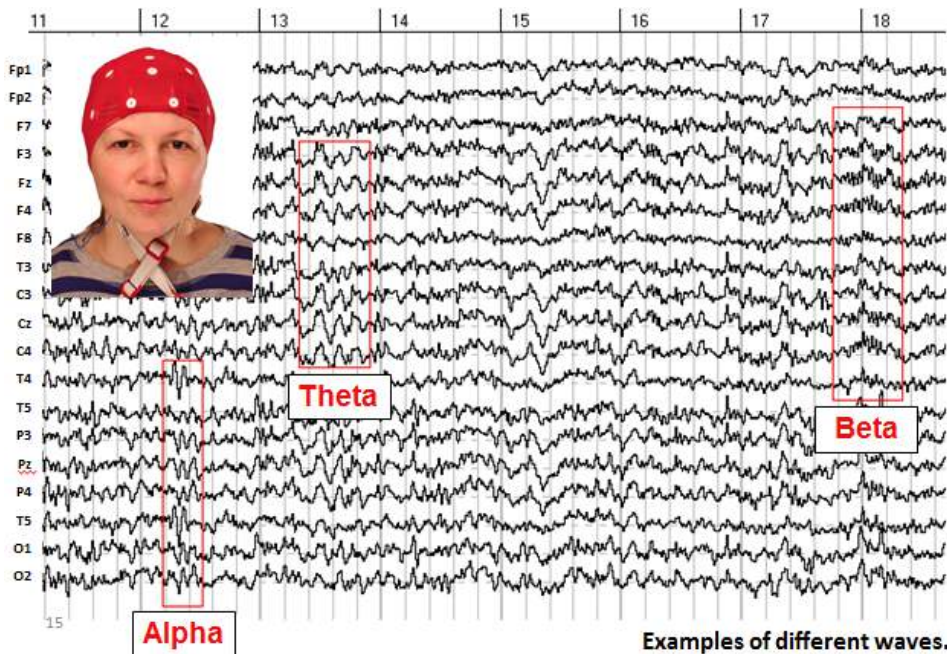 11 12 13 14 15 16 17 18
Fp1
Fp2
F7
F3
Fz
F4
F8
T3
C3
Cz
C4
T4
T5
P3
Pz
P4
T5
O1
O2
Theta
Beta
15
Alpha
Examples of different waves.